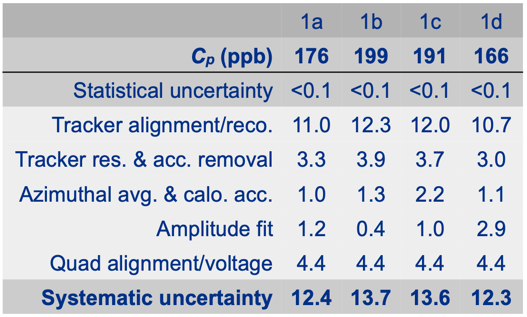 1a 1b 1c 1d
Cp (ppb) 176 199 191 166
Statistical uncertainty <0.1 <0.1 <0.1 <0.1
Tracker alignment/reco. 11.0 12.3 12.0 10.7
Tracker res. & acc. removal 3.3 3.9 3.7 3.0
Azimuthal avg. & calo. acc. 1.0 1.3 2.2 1.1
Amplitude fit 1.2 0.4 1.0 2.9
Quad alignment/voltage 4.4 4.4 4.4 4.4
Systematic uncertainty 12.4 13.7 13.6 12.3